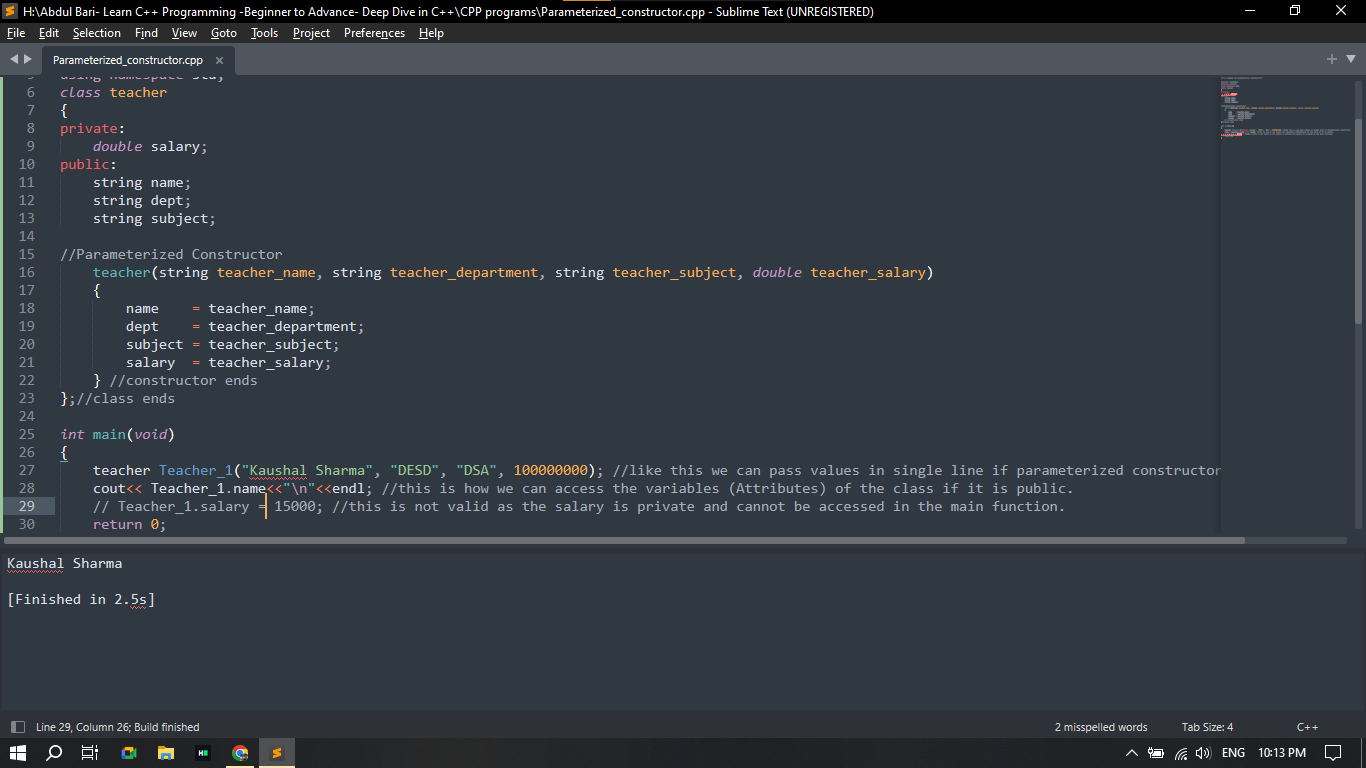 H:\Abdul Bari- Learn C++ Programming -Beginner to Advance- Deep Dive in C++\CPP programs\Parameterized_constructor.cpp - Sublime Text (UNREGISTERED)
File Edit Selection Find View Goto Tools Project Preferences Help
Parameterized_constructor.cpp
5 using namespace std;
6 class teacher
7 {
8 private:
9     double salary;
10 public:
11     string name;
12     string dept;
13     string subject;
14
15 //Parameterized Constructor
16     teacher(string teacher_name, string teacher_department, string teacher_subject, double teacher_salary)
17     {
18         name    = teacher_name;
19         dept    = teacher_department;
20         subject = teacher_subject;
21         salary  = teacher_salary;
22     } //constructor ends
23 };//class ends
24
25 int main(void)
26 {
27     teacher Teacher_1("Kaushal Sharma", "DESD", "DSA", 100000000); //like this we can pass values in single line if parameterized constructor
28     cout<< Teacher_1.name<<"\n"<<endl; //this is how we can access the variables (Attributes) of the class if it is public.
29     // Teacher_1.salary = 15000; //this is not valid as the salary is private and cannot be accessed in the main function.
30     return 0;
Kaushal Sharma
[Finished in 2.5s]
Line 29, Column 26; Build finished 2 misspelled words Tab Size: 4 C++
ENG 10:13 PM